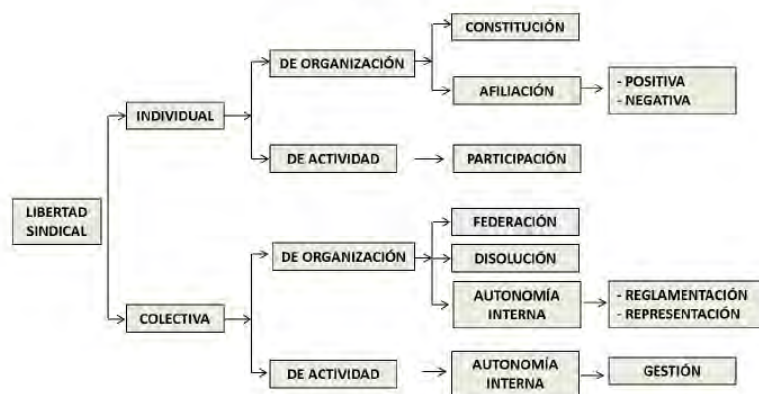 LIBERTAD
SINDICAL
INDIVIDUAL
DE ORGANIZACIÓN
CONSTITUCIÓN
AFILIACIÓN
- POSITIVA
- NEGATIVA
DE ACTIVIDAD
PARTICIPACIÓN
COLECTIVA
DE ORGANIZACIÓN
FEDERACIÓN
DISOLUCIÓN
AUTONOMÍA
INTERNA
- REGLAMENTACIÓN
- REPRESENTACIÓN
DE ACTIVIDAD
AUTONOMÍA
INTERNA
GESTIÓN